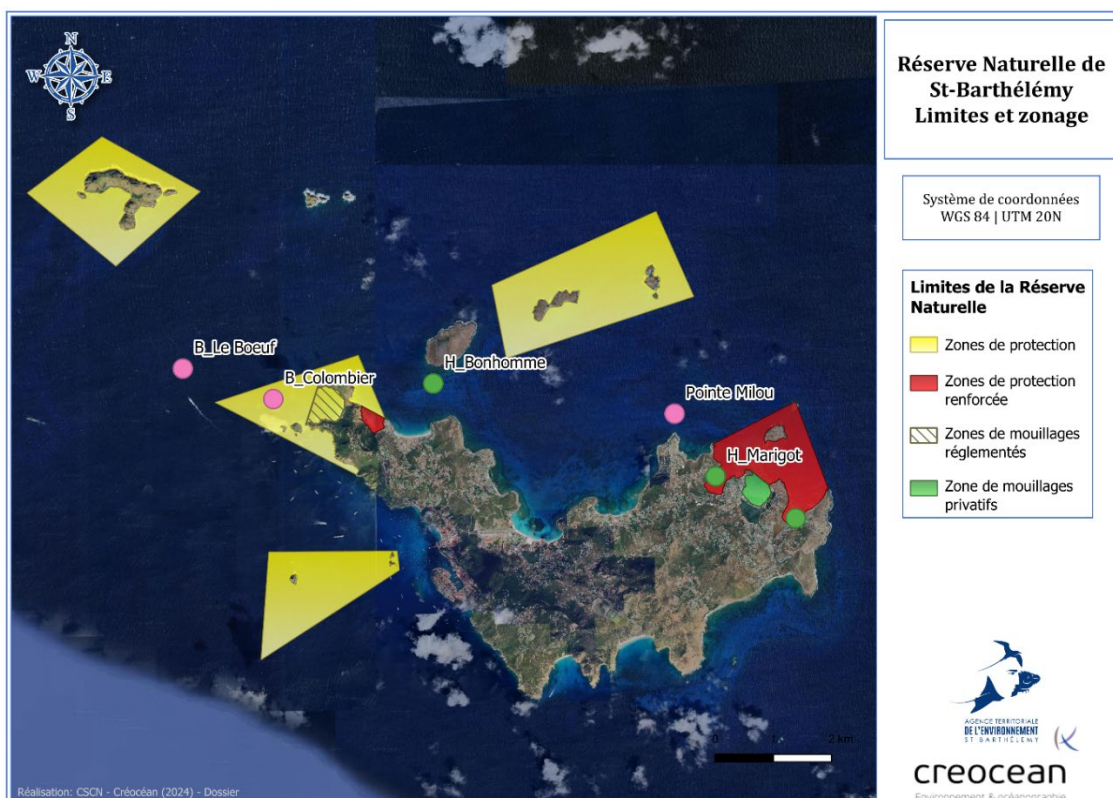 N
W E
S
Réserve Naturelle de
St-Barthélémy
Limites et zonage
Système de coordonnées
WGS 84 | UTM 20N
Limites de la Réserve
Naturelle
Zones de protection
Zones de protection
renforcée
Zones de mouillages
réglementés
Zone de mouillages
privatifs
B_Le Boeuf
H_Bonhomme
B_Colombier
Pointe Milou
H_Marigot
0 1 2 km
AGENCE TERRITORIALE
DE L'ENVIRONNEMENT
ST BARTHÉLEMY
creocean
Environnement & océanographie
Réalisation: CSCN - Créocéan (2024) - Dossier